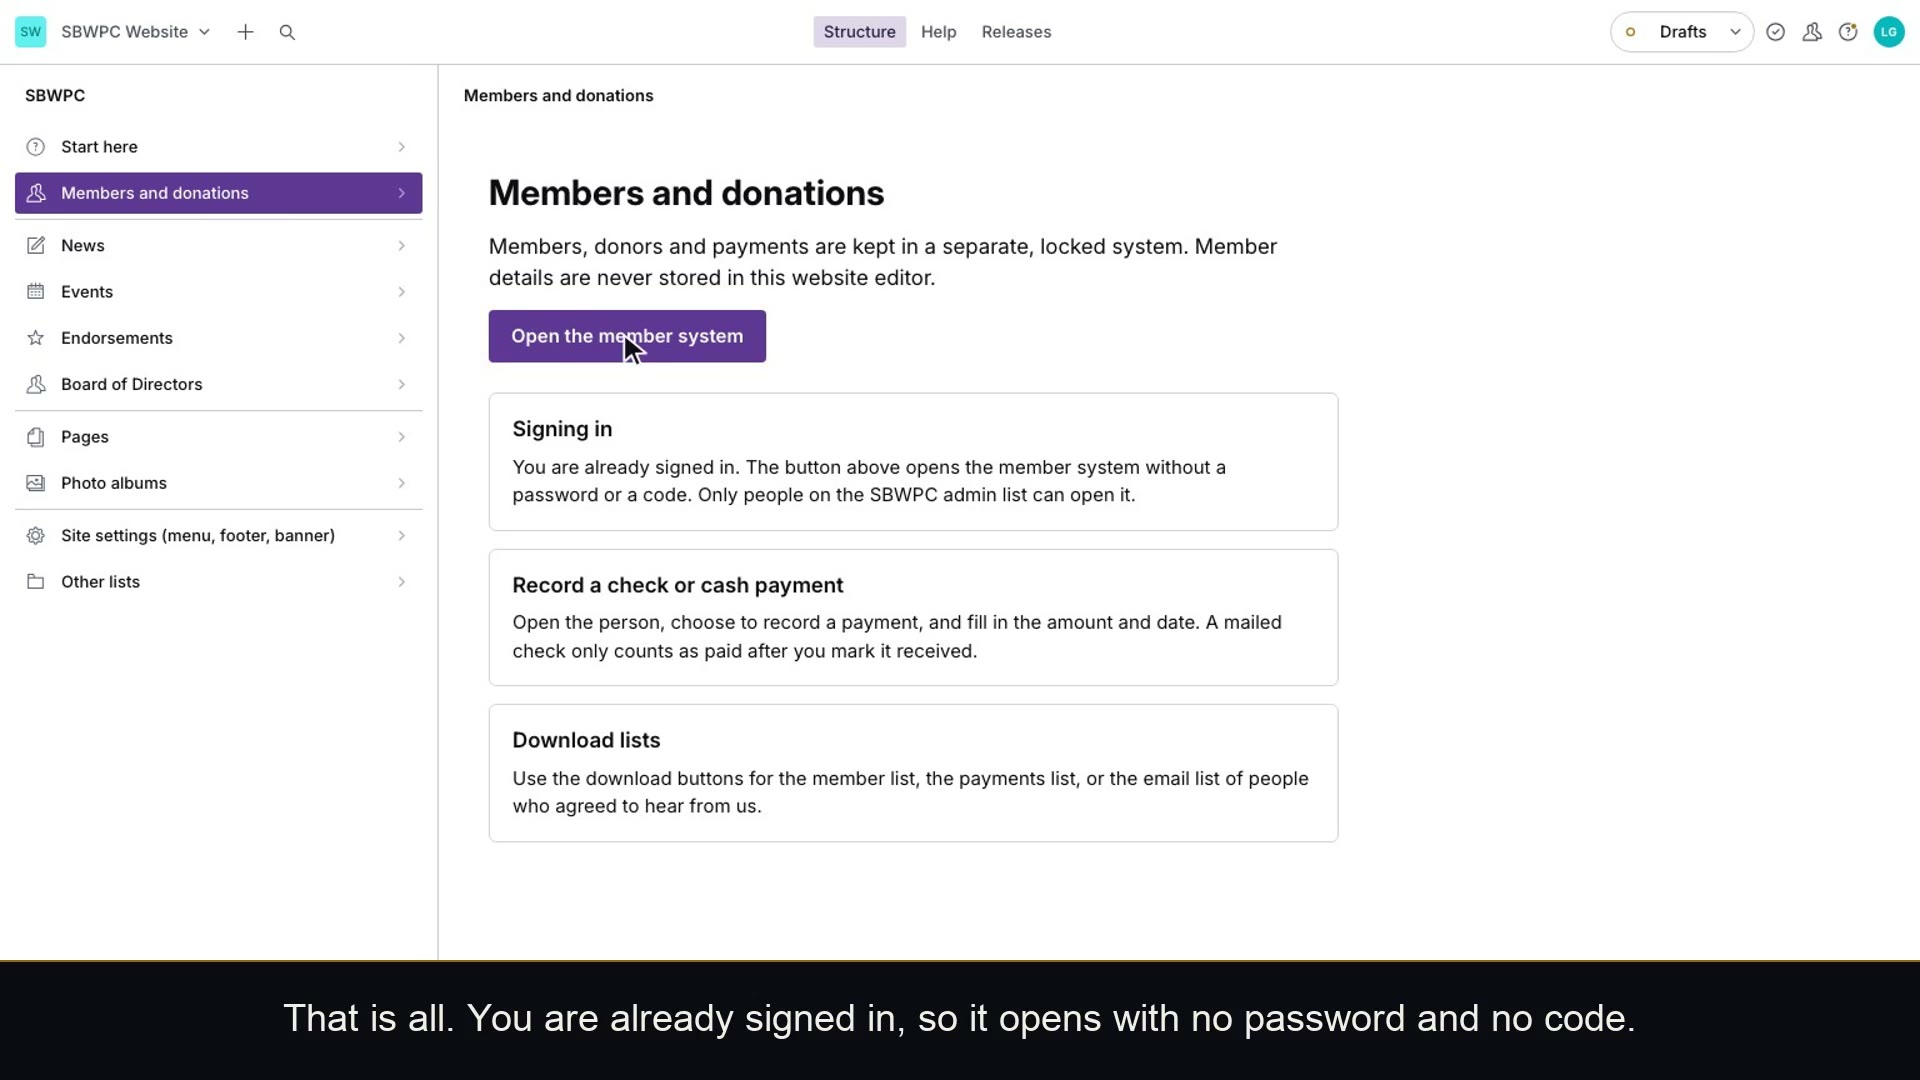 SW SBWPC Website
Structure Help Releases
Drafts
LG
SBWPC
Start here
Members and donations
News
Events
Endorsements
Board of Directors
Pages
Photo albums
Site settings (menu, footer, banner)
Other lists
Members and donations
Members and donations
Members, donors and payments are kept in a separate, locked system. Member
details are never stored in this website editor.
Open the member system
Signing in
You are already signed in. The button above opens the member system without a
password or a code. Only people on the SBWPC admin list can open it.
Record a check or cash payment
Open the person, choose to record a payment, and fill in the amount and date. A mailed
check only counts as paid after you mark it received.
Download lists
Use the download buttons for the member list, the payments list, or the email list of people
who agreed to hear from us.
That is all. You are already signed in, so it opens with no password and no code.